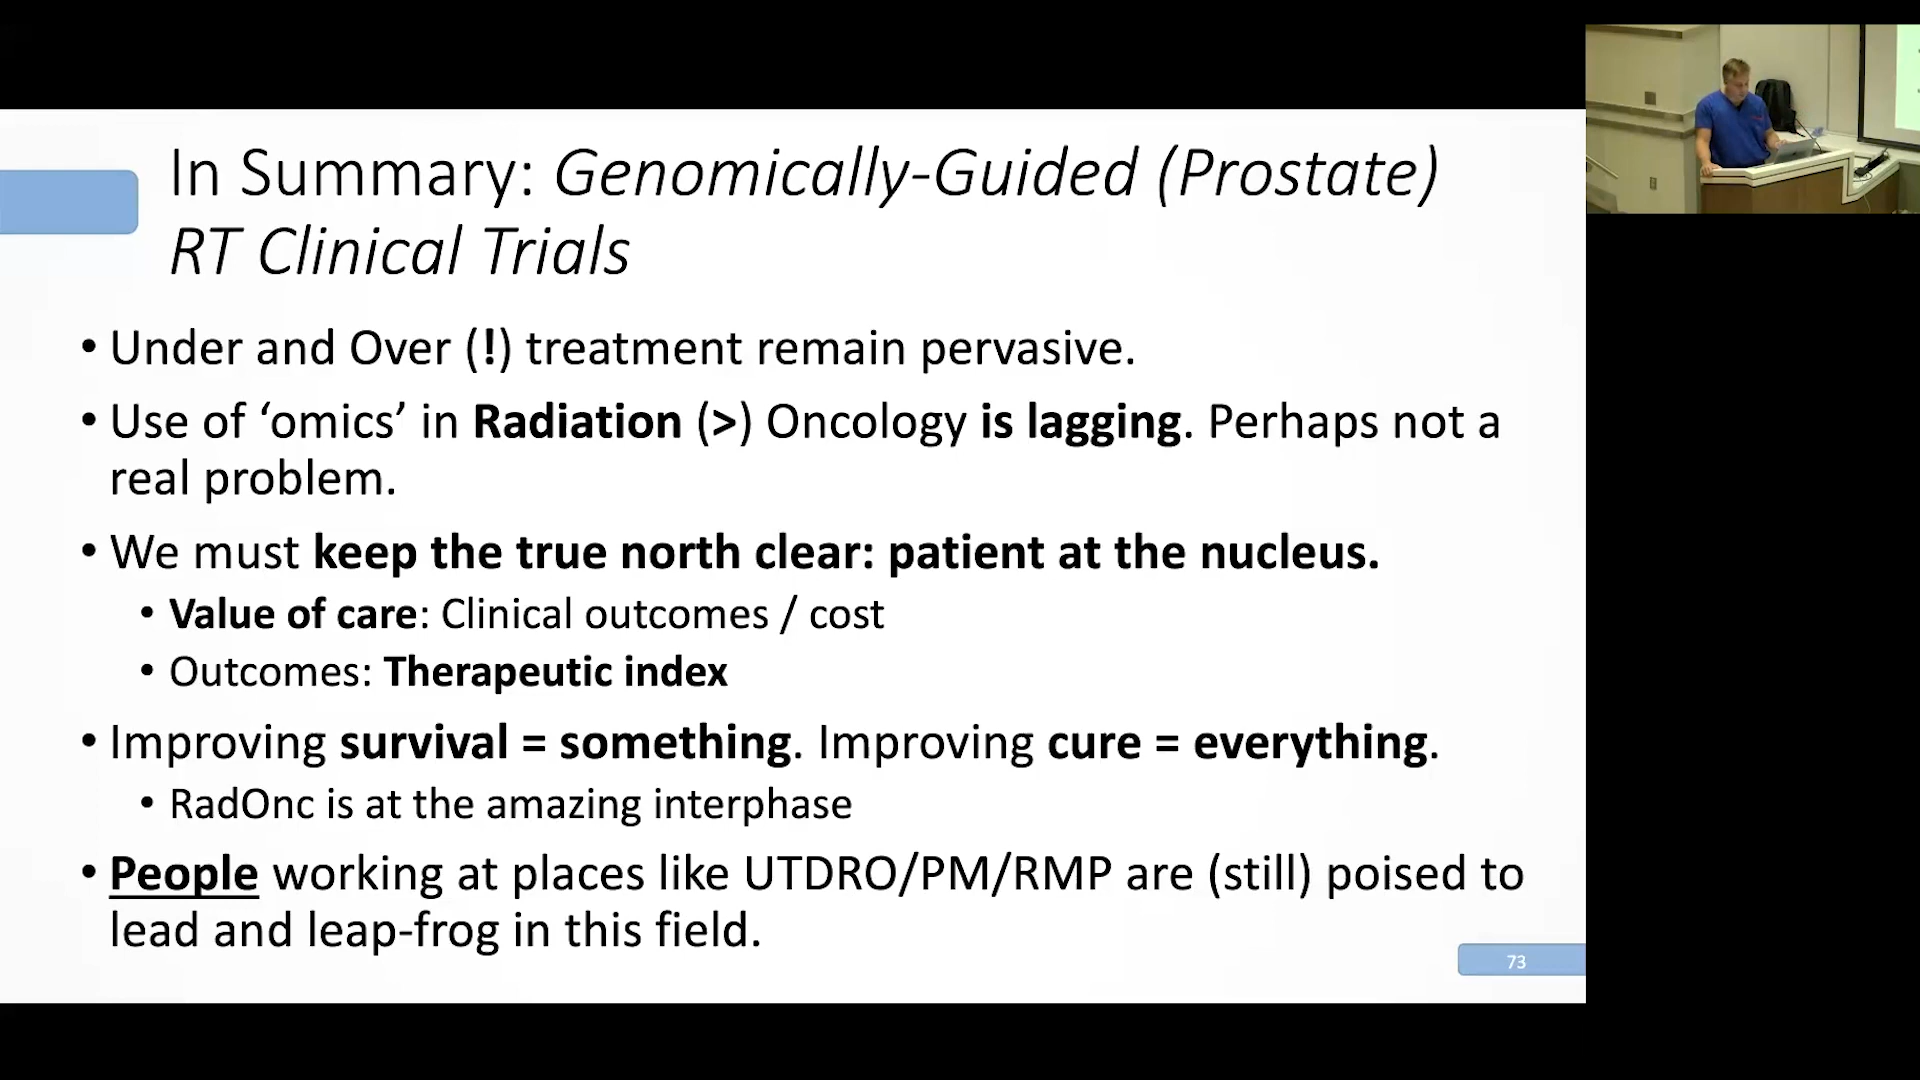 In Summary: Genomically-Guided (Prostate)
RT Clinical Trials
• Under and Over (!) treatment remain pervasive.
• Use of ‘omics’ in Radiation (>) Oncology is lagging. Perhaps not a
real problem.
• We must keep the true north clear: patient at the nucleus.
• Value of care: Clinical outcomes / cost
• Outcomes: Therapeutic index
• Improving survival = something. Improving cure = everything.
• RadOnc is at the amazing interphase
• People working at places like UTDRO/PM/RMP are (still) poised to
lead and leap-frog in this field.
73